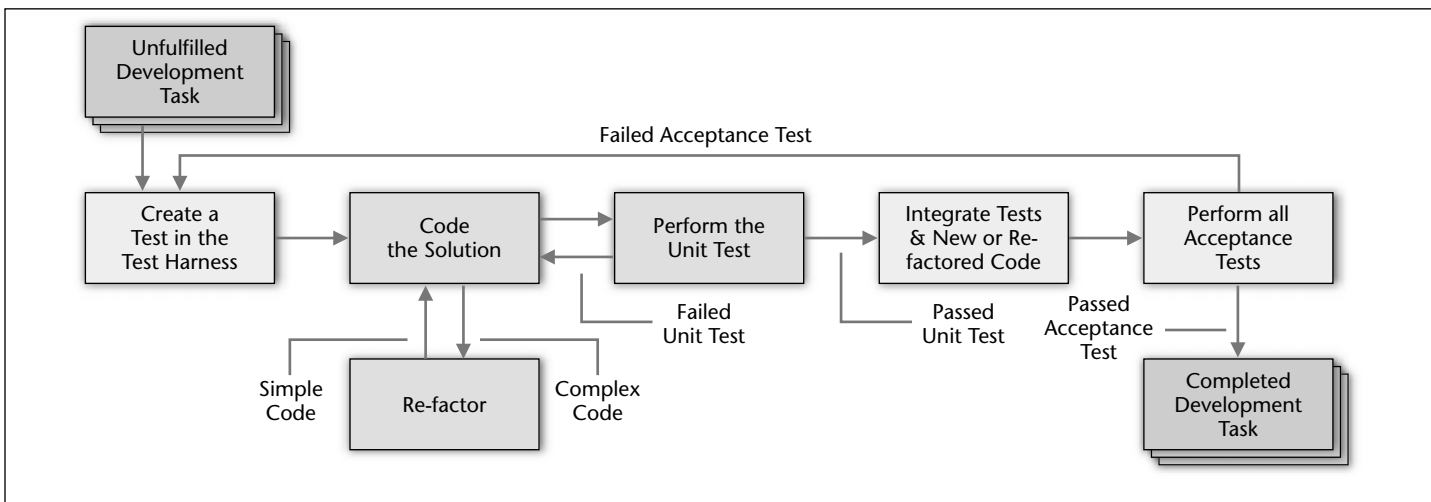 Unfulfilled
Development
Task
Failed Acceptance Test
Create a
Test in the
Test Harness
Code
the Solution
Perform the
Unit Test
Integrate Tests
& New or Re-
factored Code
Perform all
Acceptance
Tests
Failed
Unit Test
Passed
Unit Test
Passed
Acceptance
Test
Simple
Code
Re-factor
Complex
Code
Completed
Development
Task